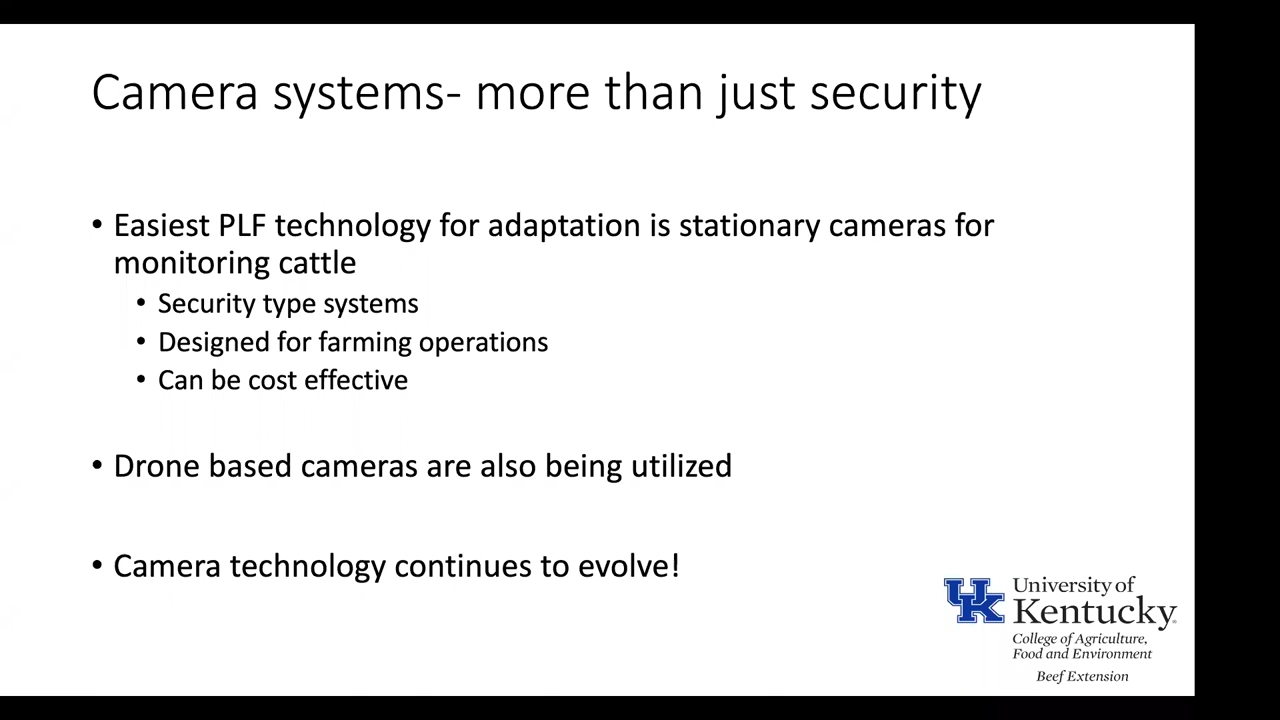 Camera systems- more than just security
• Easiest PLF technology for adaptation is stationary cameras for
monitoring cattle
• Security type systems
• Designed for farming operations
• Can be cost effective
• Drone based cameras are also being utilized
• Camera technology continues to evolve!
UK
University of
Kentucky
College of Agriculture,
Food and Environment
Beef Extension